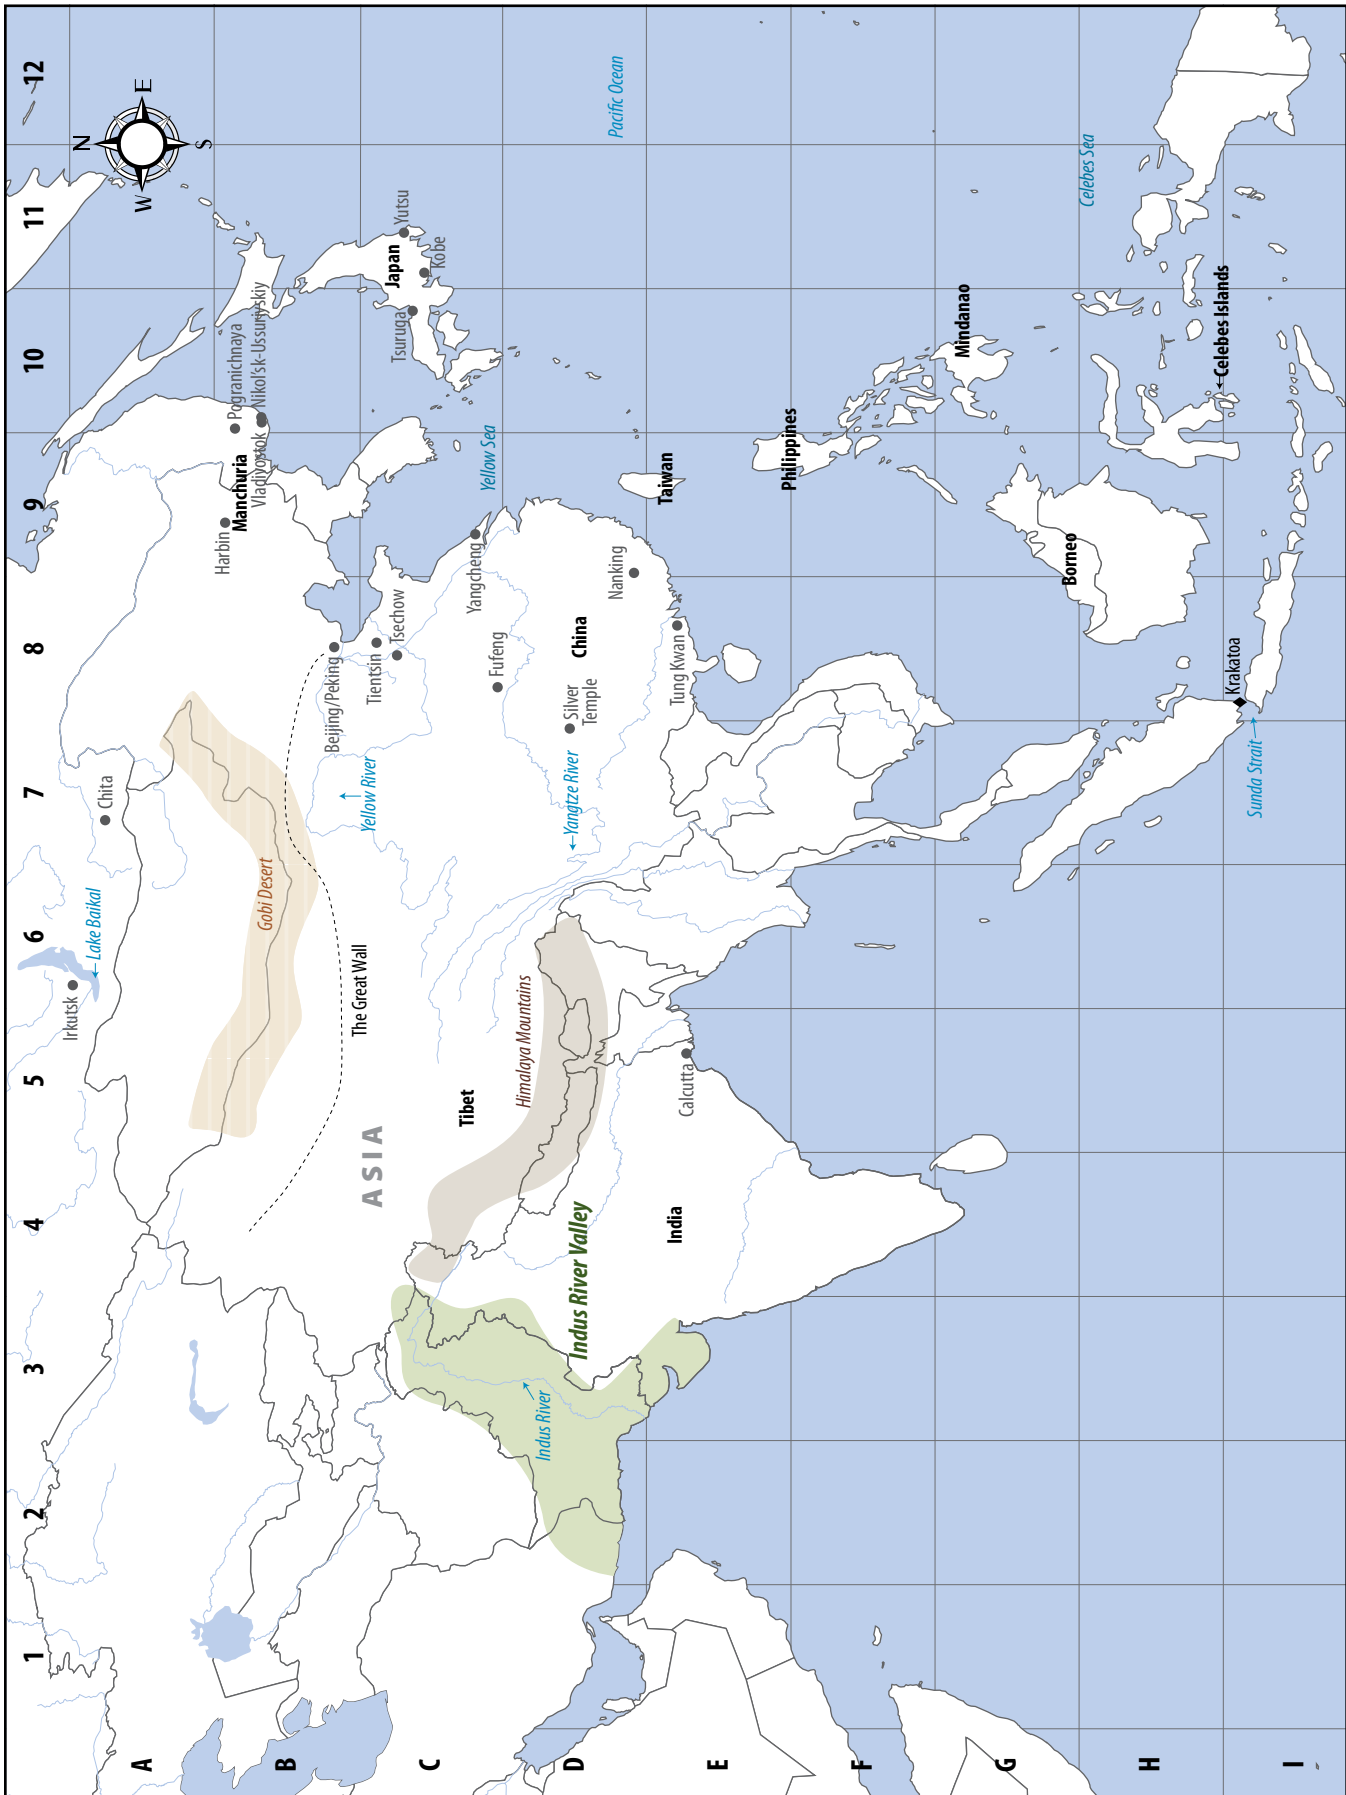 1
2
3
4
5
6
7
8
9
10
11
12
A
B
C
D
E
F
G
H
I
N
E
S
W
Irkutsk
Lake Baikal
Chita
Gobi Desert
The Great Wall
ASIA
Tibet
Himalaya Mountains
Indus River Valley
Indus River
India
Calcutta
Harbin
Manchuria
Pogranichnaya
Nikol'sk-Ussuriyskiy
Vladivostok
Beijing/Peking
Tientsin
Tsechow
Yellow River
Yangcheng
Fufeng
Silver
Temple
China
Nanking
Tung Kwan
Yangtze River
Yellow Sea
Japan
Yutsu
Kobe
Tsuruga
Pacific Ocean
Taiwan
Philippines
Mindanao
Borneo
Celebes Sea
Celebes Islands
Krakatoa
Sunda Strait